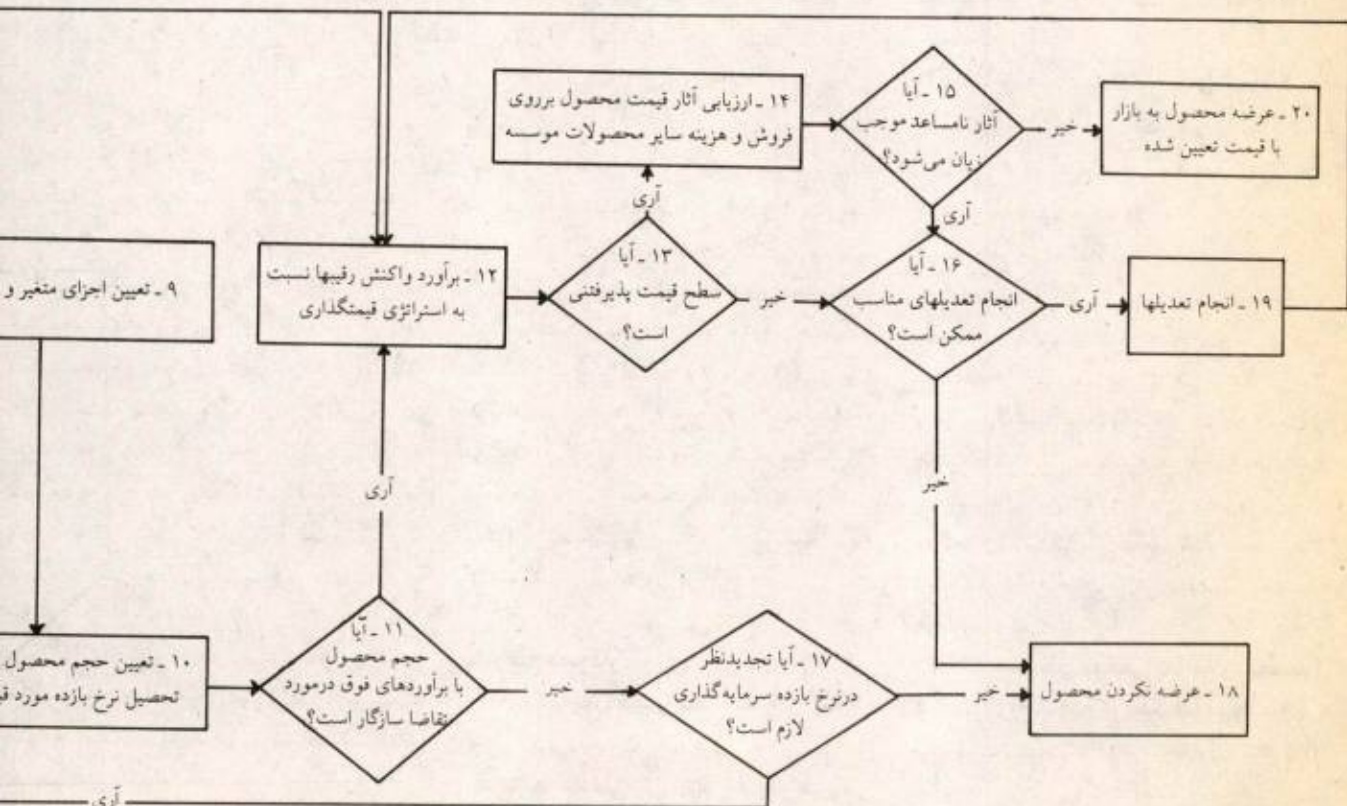 ۱۴ ـ ارزیابی آثار قیمت محصول برروی
فروش و هزینه سایر محصولات موسسه
۱۵ ـ آیا
آثار نامساعد موجب
زیان می‌شود؟
خیر
۲۰ ـ عرضه محصول به بازار
با قیمت تعیین شده
آری
آری
۹ ـ تعیین اجزای متغیر و
۱۲ ـ برآورد واکنش رقیبها نسبت
به استراتژی قیمتگذاری
۱۳ ـ آیا
سطح قیمت پذیرفتنی
است؟
خیر
۱۶ ـ آیا
انجام تعدیلهای مناسب
ممکن است؟
آری
۱۹ ـ انجام تعدیلها
آری
خیر
۱۰ ـ تعیین حجم محصول
تحصیل نرخ بازده مورد
۱۱ ـ آیا
حجم محصول
با برآوردهای فوق درمورد
تقاضا سازگار است؟
خیر
۱۷ ـ آیا تجدیدنظر
درنرخ بازده سرمایه‌گذاری
لازم است؟
خیر
۱۸ ـ عرضه نکردن محصول
آری